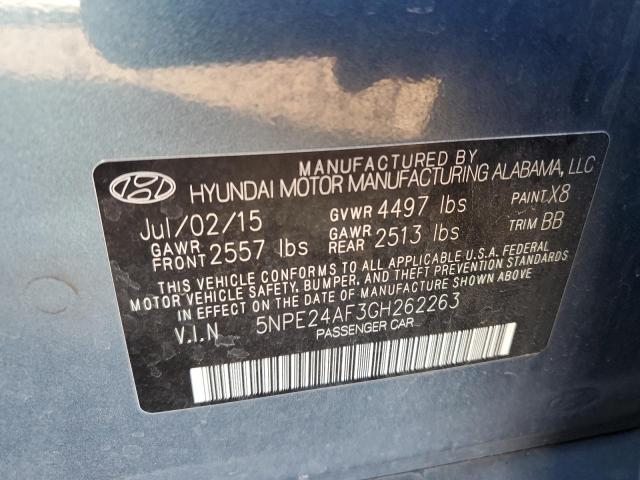 MANUFACTURED BY
HYUNDAI MOTOR MANUFACTURING ALABAMA, LLC
Jul/02/15 GVWR 4497 lbs PAINT X8
GAWR FRONT 2557 lbs GAWR REAR 2513 lbs TRIM BB
THIS VEHICLE CONFORMS TO ALL APPLICABLE U.S.A. FEDERAL
MOTOR VEHICLE SAFETY, BUMPER, AND THEFT PREVENTION STANDARDS
IN EFFECT ON THE DATE OF MANUFACTURE SHOWN ABOVE
V.I.N 5NPE24AF3GH262263
PASSENGER CAR